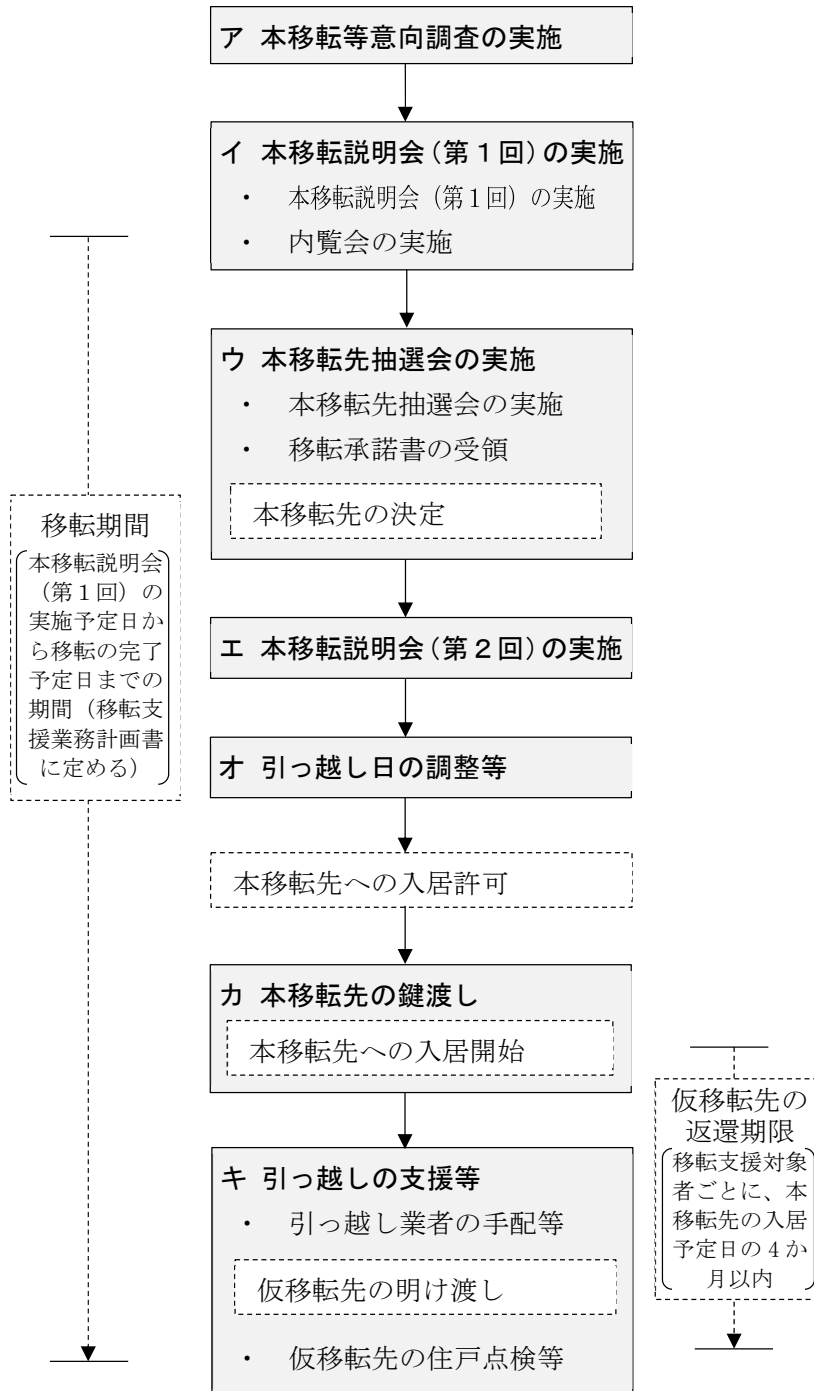 ア 本移転等意向調査の実施
イ 本移転説明会(第１回)の実施
・ 本移転説明会（第１回）の実施
・ 内覧会の実施
ウ 本移転先抽選会の実施
・ 本移転先抽選会の実施
・ 移転承諾書の受領
本移転先の決定
移転期間
本移転説明会
（第１回）の
実施予定日か
ら移転の完了
予定日までの
期間（移転支
援業務計画書
に定める）
エ 本移転説明会(第２回)の実施
オ 引っ越し日の調整等
本移転先への入居許可
カ 本移転先の鍵渡し
本移転先への入居開始
キ 引っ越しの支援等
・ 引っ越し業者の手配等
仮移転先の明け渡し
・ 仮移転先の住戸点検等
仮移転先の
返還期限
移転支援対象
者ごとに、本
移転先の入居
予定日の４か
月以内